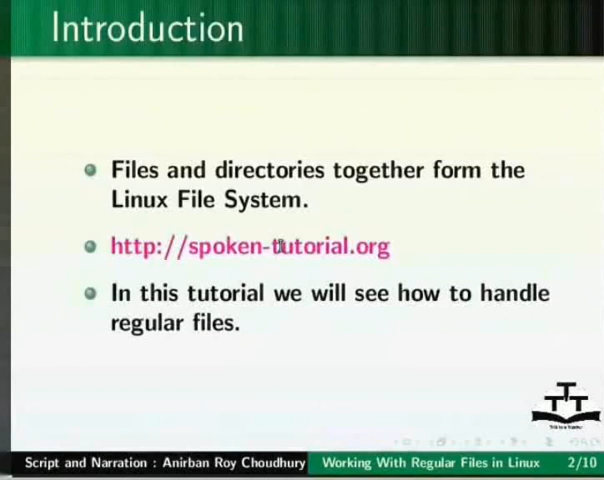 Introduction
Files and directories together form the
Linux File System.
http://spoken-tutorial.org
In this tutorial we will see how to handle
regular files.
TTT
Script and Narration : Anirban Roy Choudhury Working With Regular Files in Linux 2/10